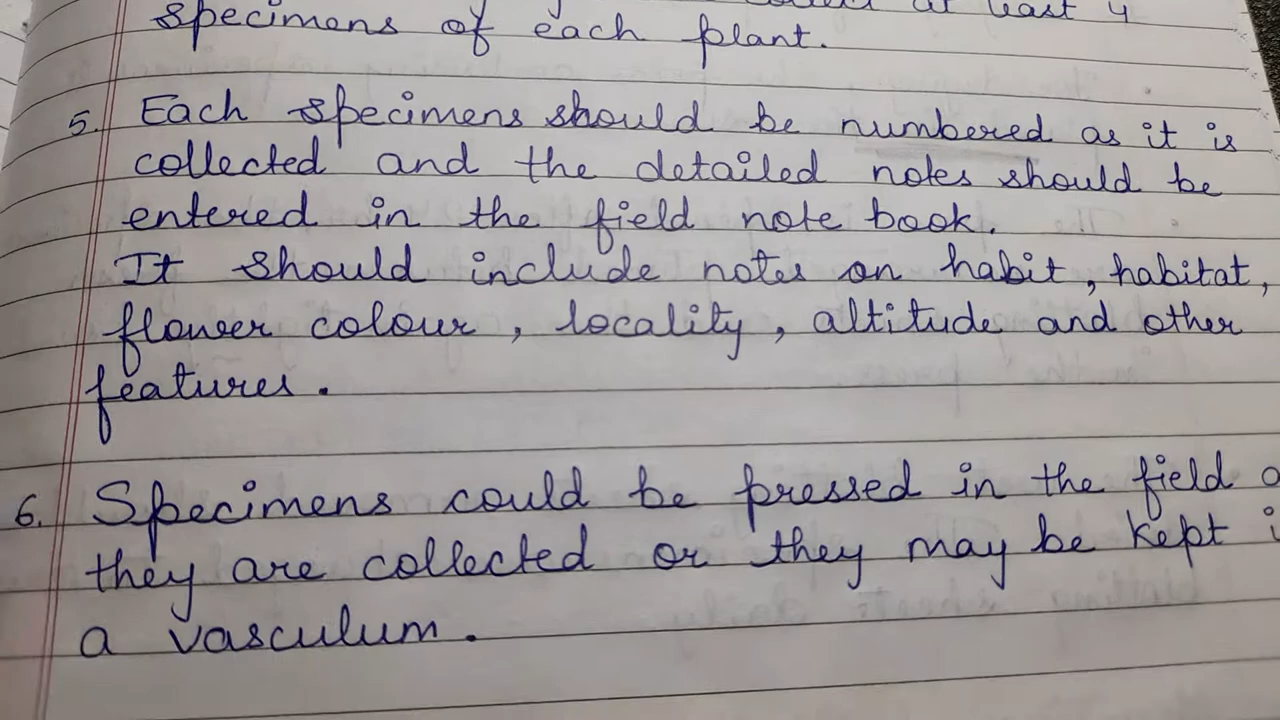 at least 4
specimens of each plant.
5. Each specimens should be numbered as it is
collected and the detailed notes should be
entered in the field note book.
It should include notes on habit, habitat,
flower colour, locality, altitude and other
features.
6. Specimens could be pressed in the field
they are collected or they may be kept
a vasculum.